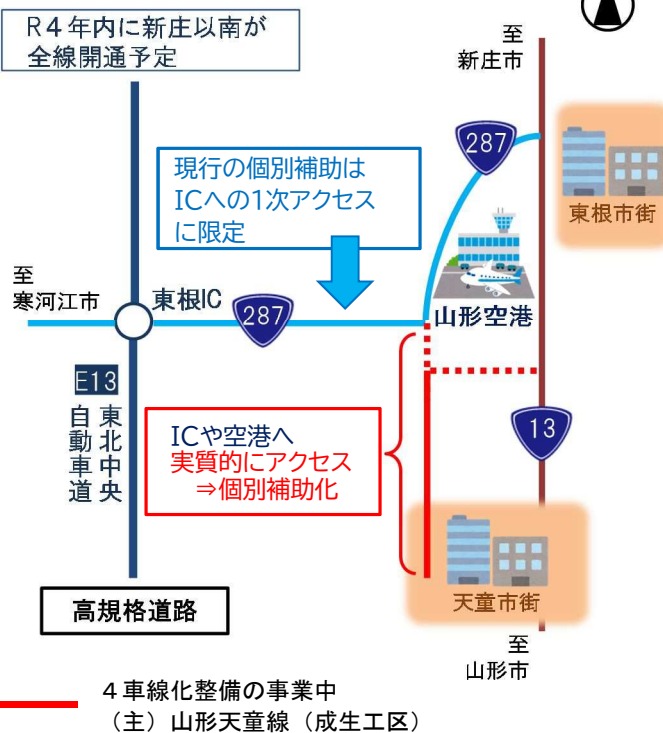 R4年内に新庄以南が
全線開通予定
至
新庄市
287
現行の個別補助は
ICへの1次アクセス
に限定
東根市街
至
寒河江市
東根IC
287
山形空港
E13
東北中央
自動車道
ICや空港へ
実質的にアクセス
⇒個別補助化
13
天童市街
高規格道路
至
山形市
4車線化整備の事業中
(主)山形天童線(成生工区)